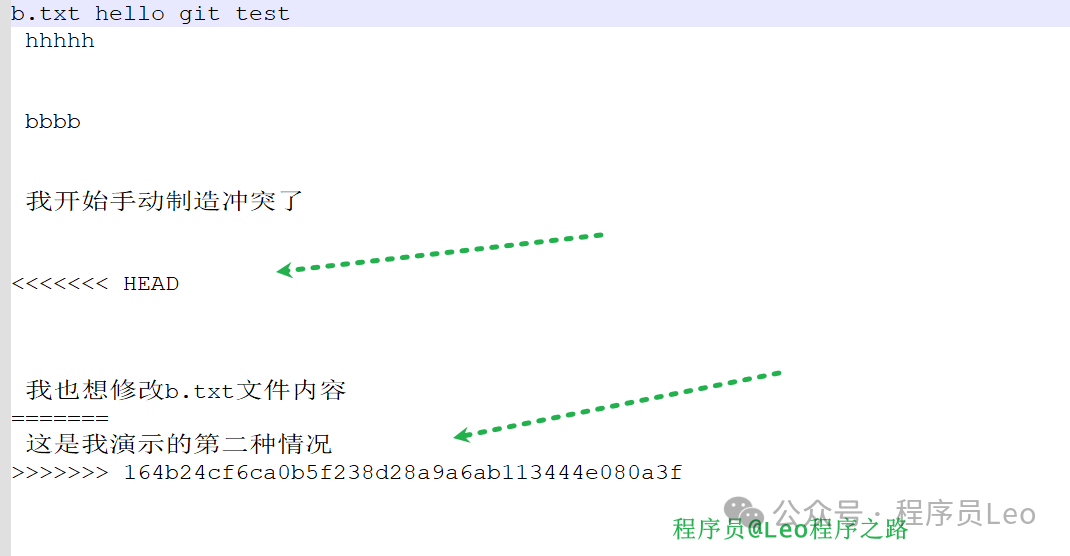 b.txt hello git test
hhhhh
bbbb
我开始手动制造冲突了
<<<<<<< HEAD
我也想修改b.txt文件内容
=======
这是我演示的第二种情况
>>>>>>> 164b24cf6ca0b5f238d28a9a6ab113444e080a3f
公众号 · 程序员Leo
程序员@Leo程序之路